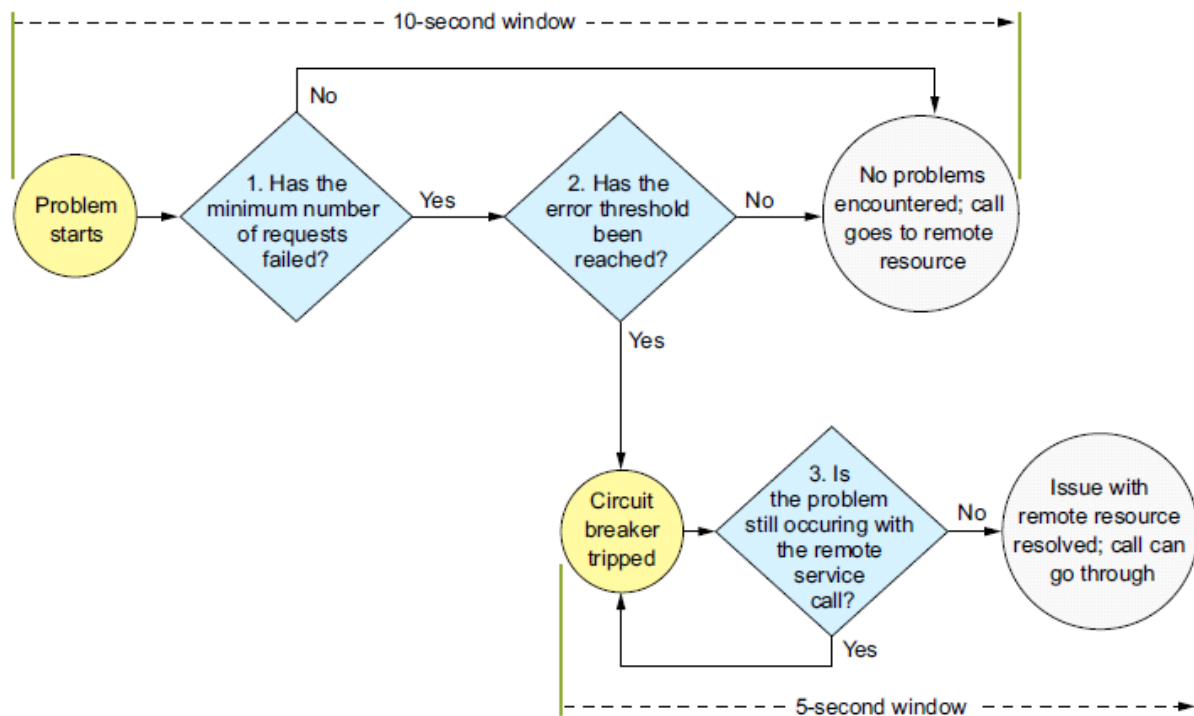 10-second window
No
Problem
starts
1. Has the
minimum number
of requests
failed?
Yes
2. Has the
error threshold
been
reached?
No
No problems
encountered; call
goes to remote
resource
Yes
Circuit
breaker
tripped
3. Is
the problem
still occuring with
the remote
service
call?
No
Issue with
remote resource
resolved; call can
go through
Yes
5-second window